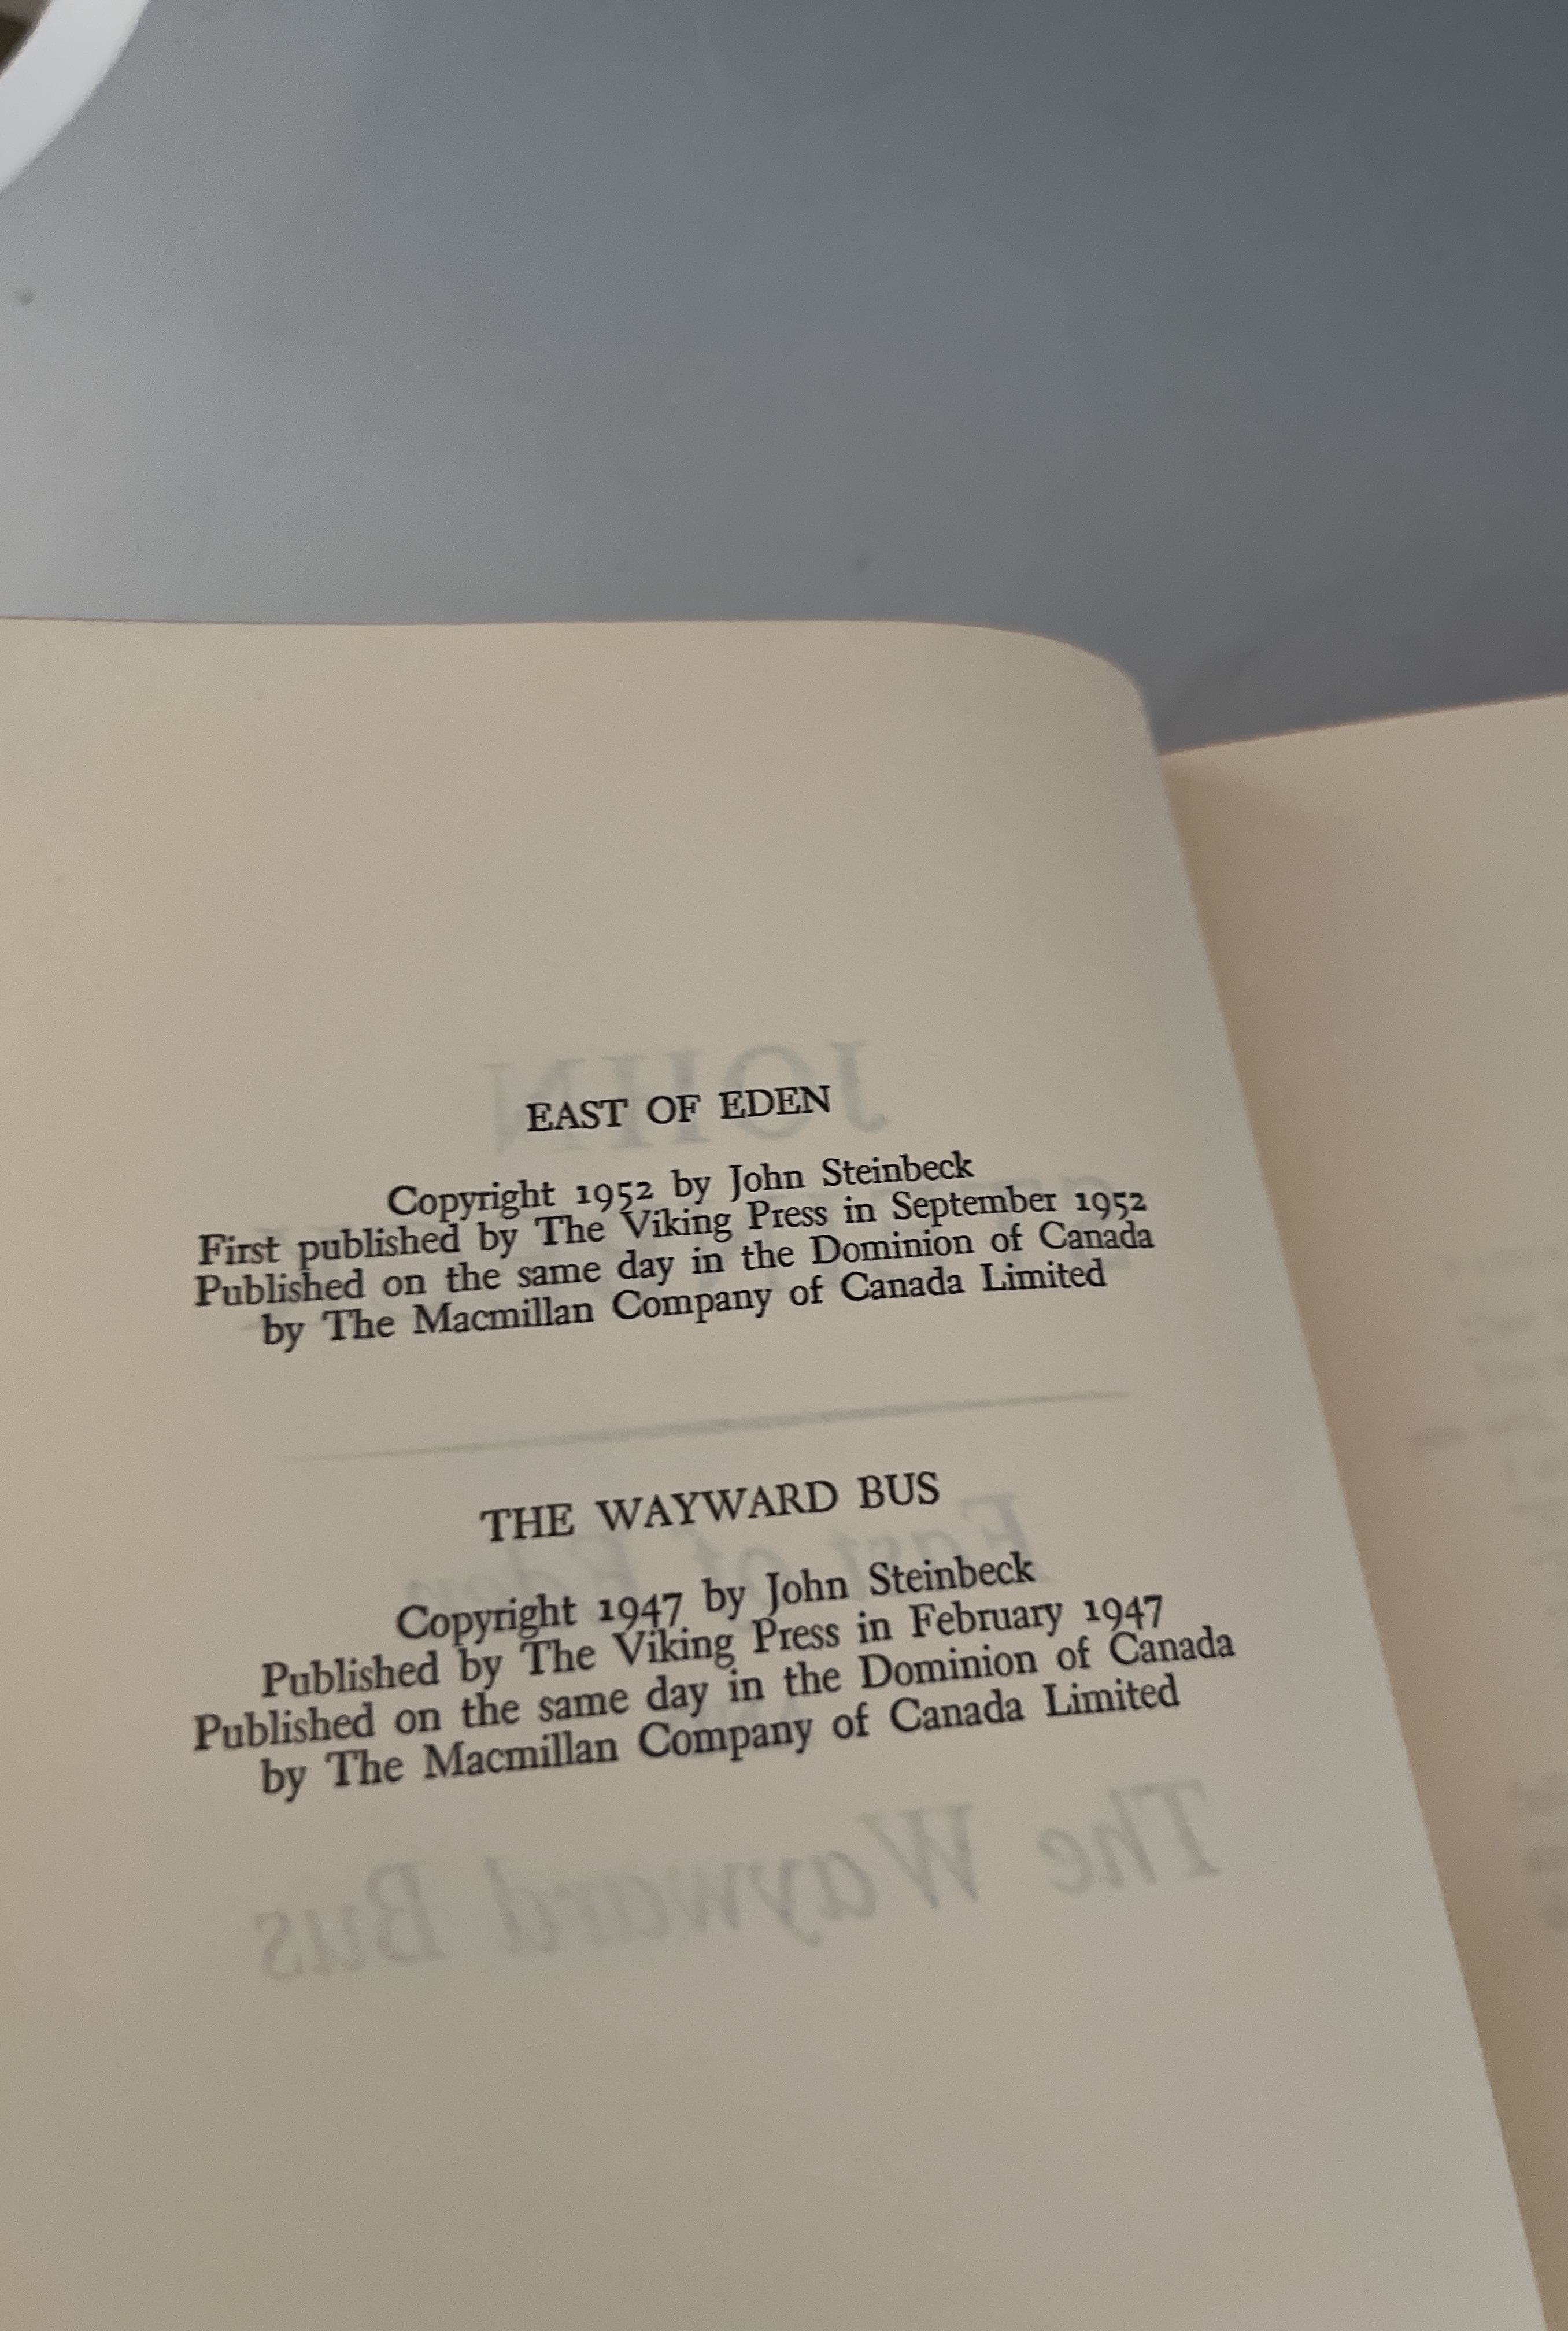 EAST OF EDEN
Copyright 1952 by John Steinbeck
First published by The Viking Press in September 1952
Published on the same day in the Dominion of Canada
by The Macmillan Company of Canada Limited
THE WAYWARD BUS
Copyright 1947 by John Steinbeck
Published by The Viking Press in February 1947
Published on the same day in the Dominion of Canada
by The Macmillan Company of Canada Limited